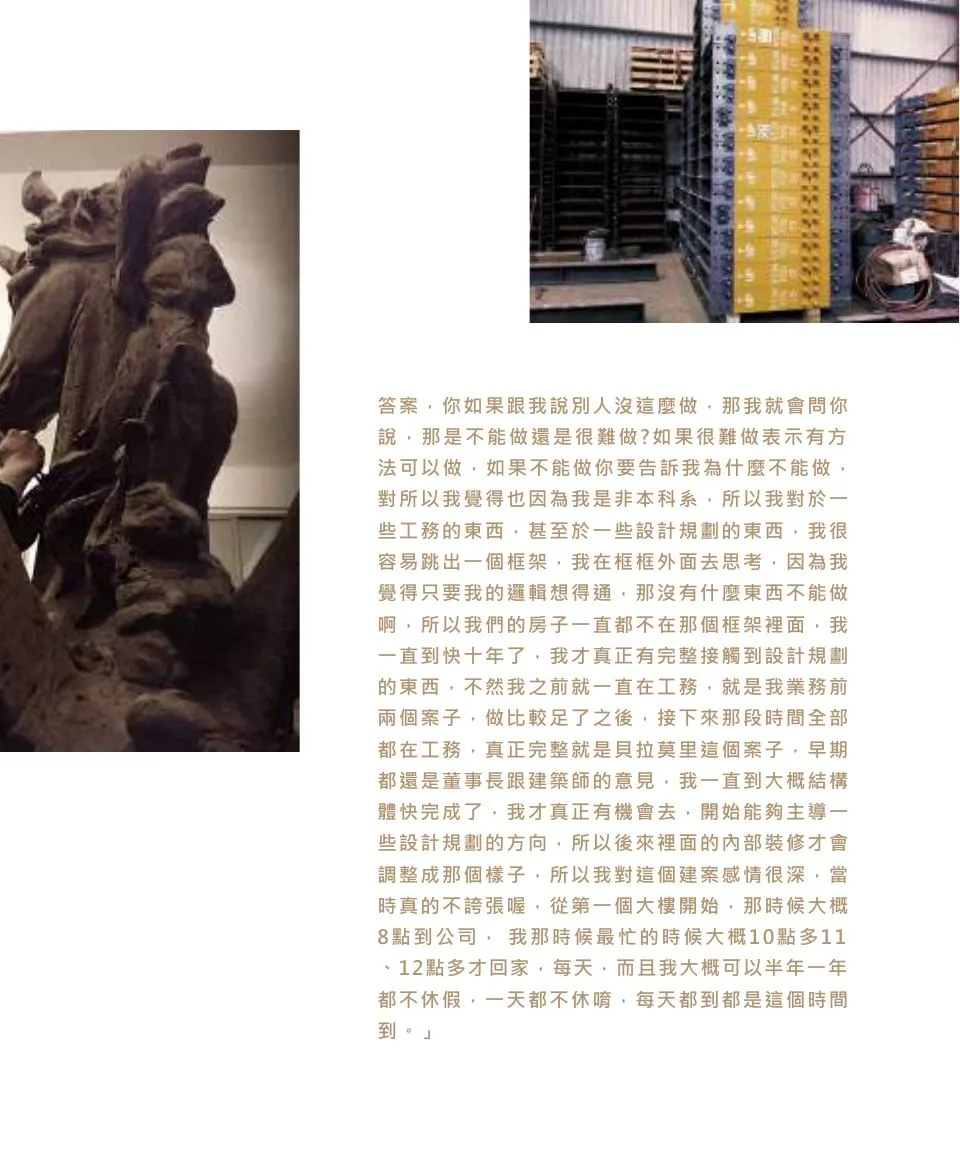 答案，你如果跟我說別人沒這麼做，那我就會問你
說，那是不能做還是很難做?如果很難做表示有方
法可以做，如果不能做你要告訴我為什麼不能做，
對所以我覺得也因為我是非本科系，所以我對於一
些工務的東西，甚至於一些設計規劃的東西，我很
容易跳出一個框架，我在框框外面去思考，因為我
覺得只要我的邏輯想得通，那沒有什麼東西不能做
啊，所以我們的房子一直都不在那個框架裡面，我
一直到快十年了，我才真正有完整接觸到設計規劃
的東西，不然我之前就一直在工務，就是我業務前
兩個案子，做比較足了之後，接下來那段時間全部
都在工務，真正完整就是貝拉莫里這個案子，早期
都還是董事長跟建築師的意見，我一直到大概結構
體快完成了，我才真正有機會去，開始能夠主導一
些設計規劃的方向，所以後來裡面的內部裝修才會
調整成那個樣子，所以我對這個建案感情很深，當
時真的不誇張喔，從第一個大樓開始，那時候大概
8點到公司， 我那時候最忙的時候大概10點多11
、12點多才回家，每天，而且我大概可以半年一年
都不休假，一天都不休唷，每天都到都是這個時間
到。」